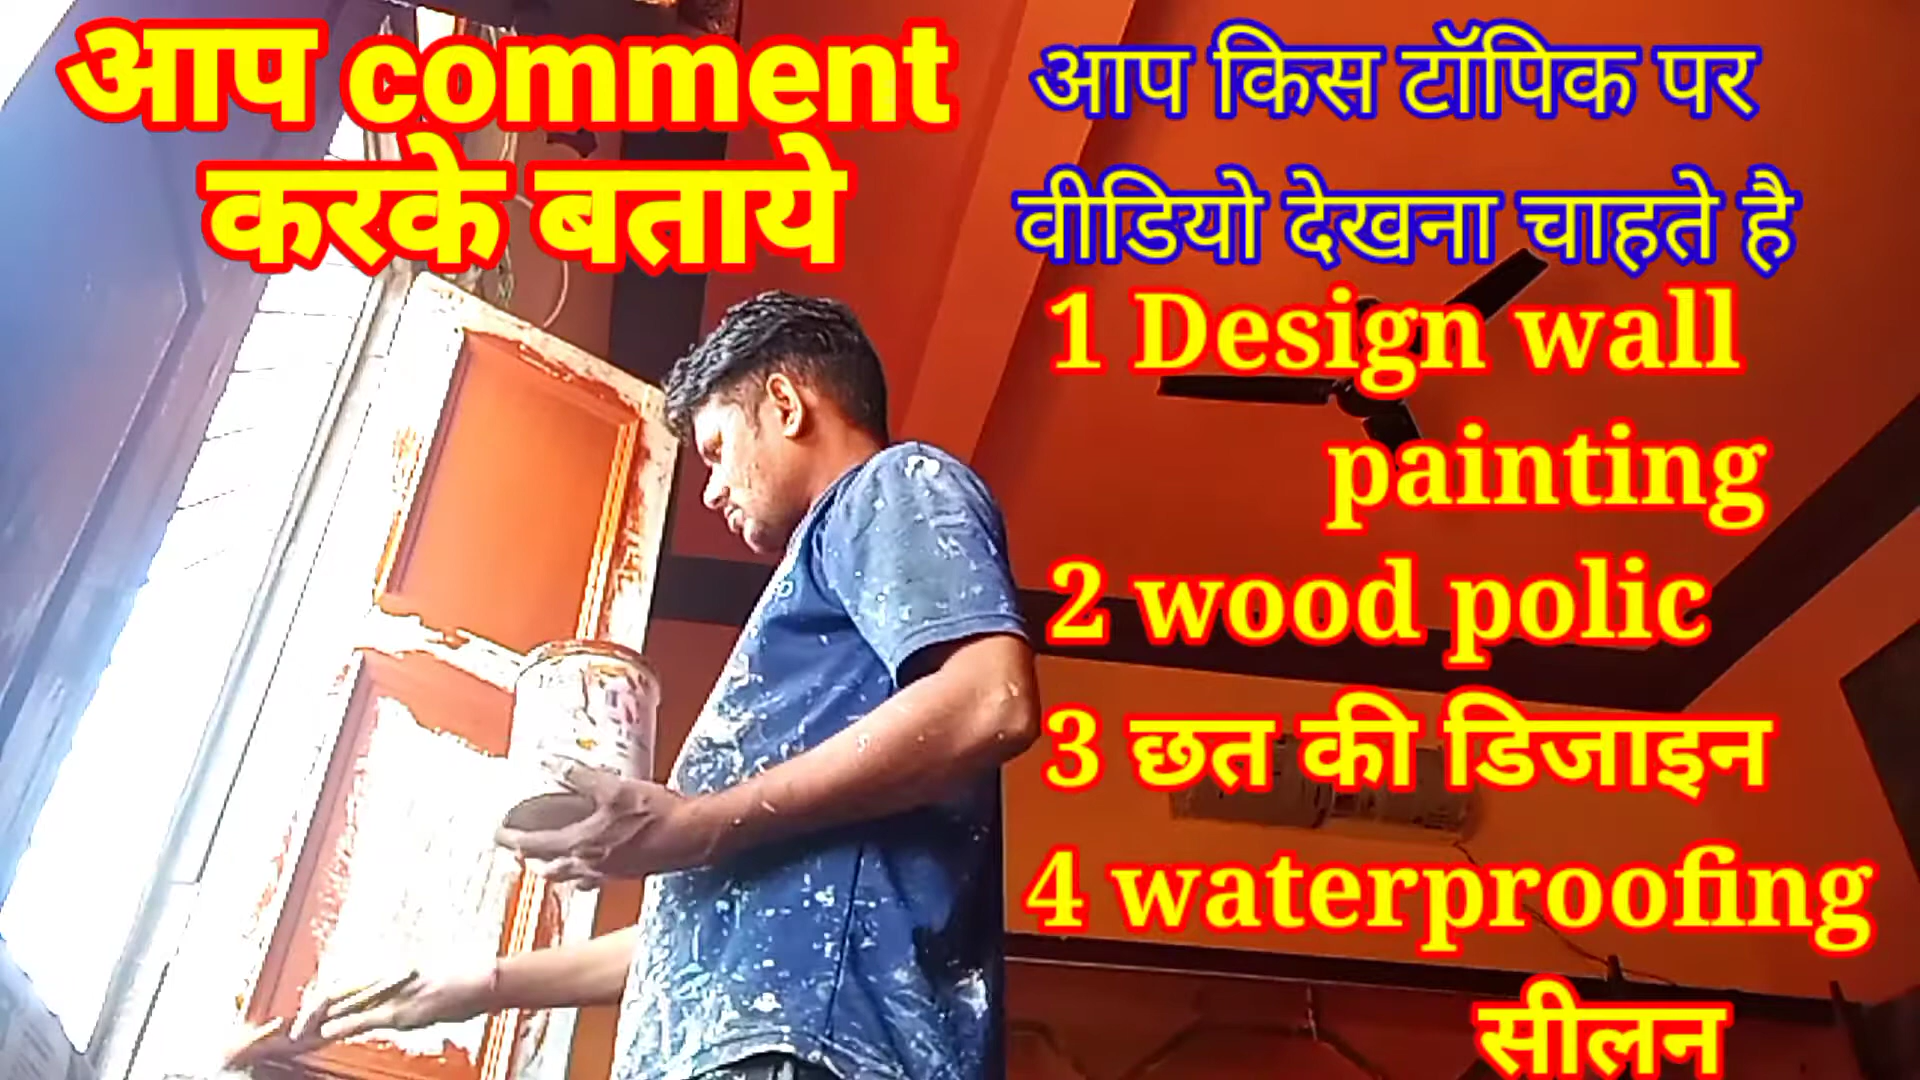 आप comment
करके बताये
आप किस टॉपिक पर
वीडियो देखना चाहते है
1 Design wall
painting
2 wood polic
3 छत की डिजाइन
4 waterproofing
सीलन